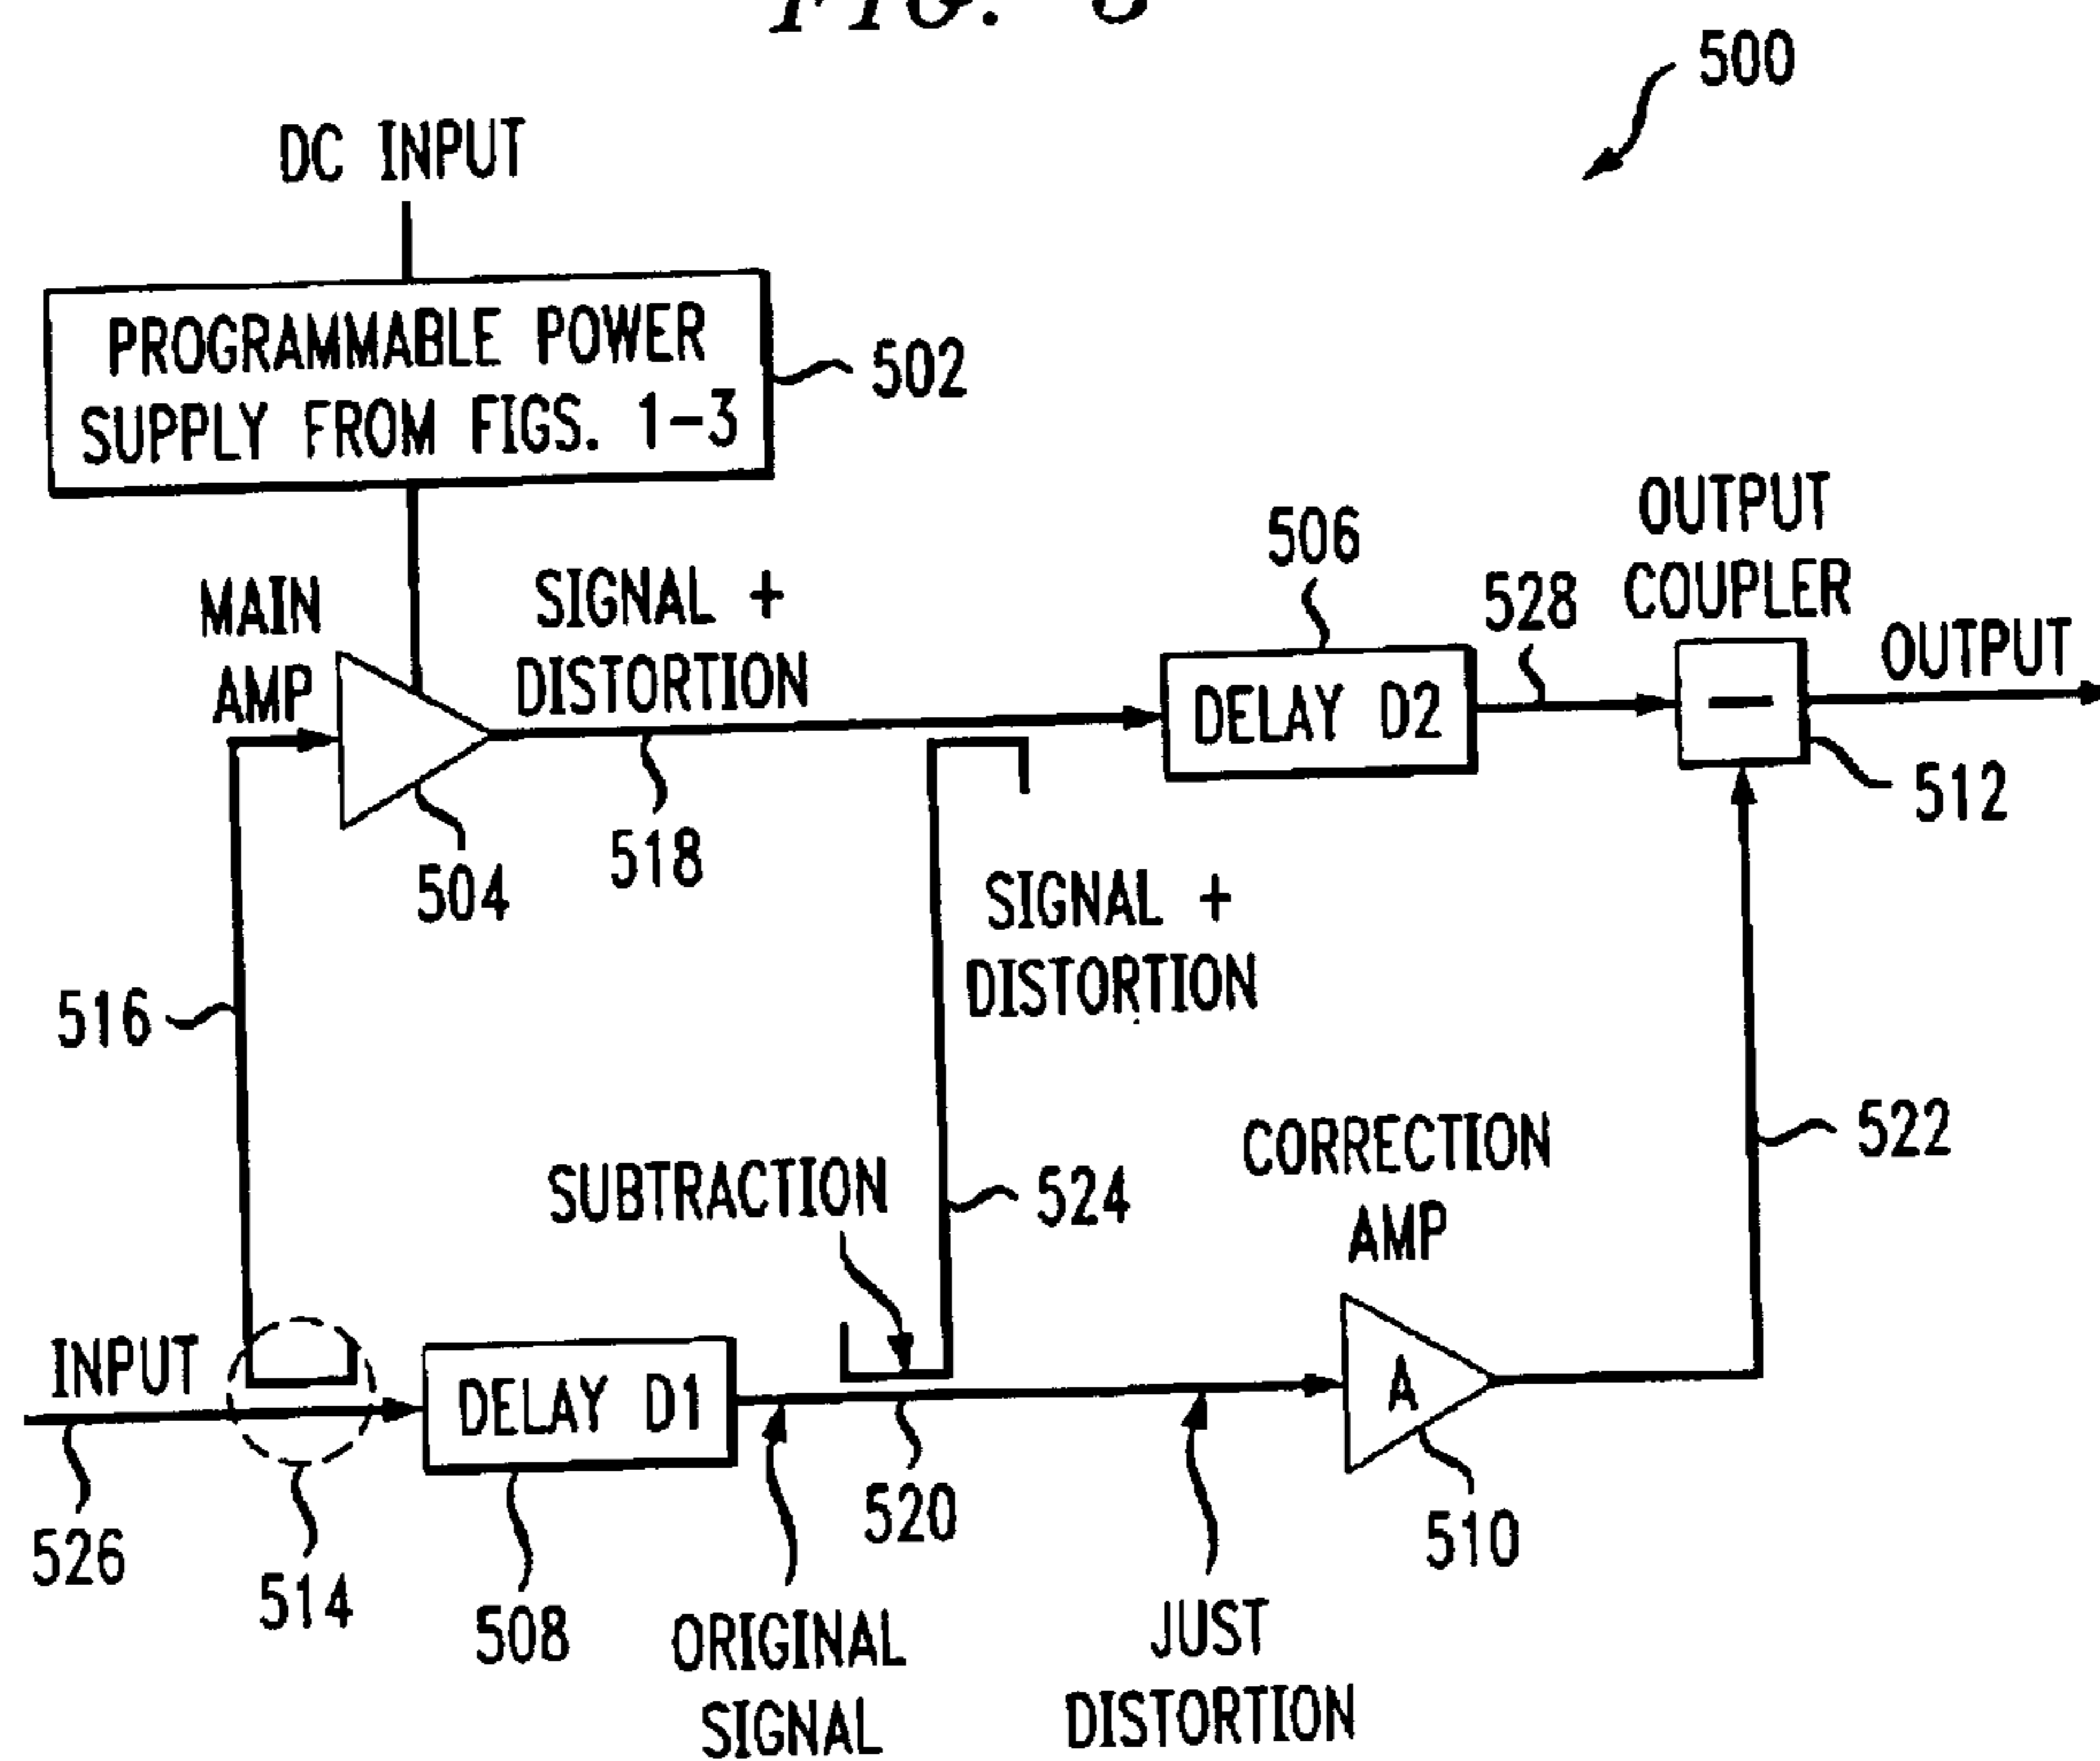 FIG.
500
DC INPUT
PROGRAMMABLE POWER
SUPPLY FROM FIGS. 1-3
502
MAIN
AMP
SIGNAL +
DISTORTION
506
528
OUTPUT
COUPLER
OUTPUT
DELAY D2
–
512
504
518
SIGNAL +
DISTORTION
516
SUBTRACTION
524
CORRECTION
AMP
522
INPUT
DELAY D1
A
526
514
508
520
510
ORIGINAL
SIGNAL
JUST
DISTORTION